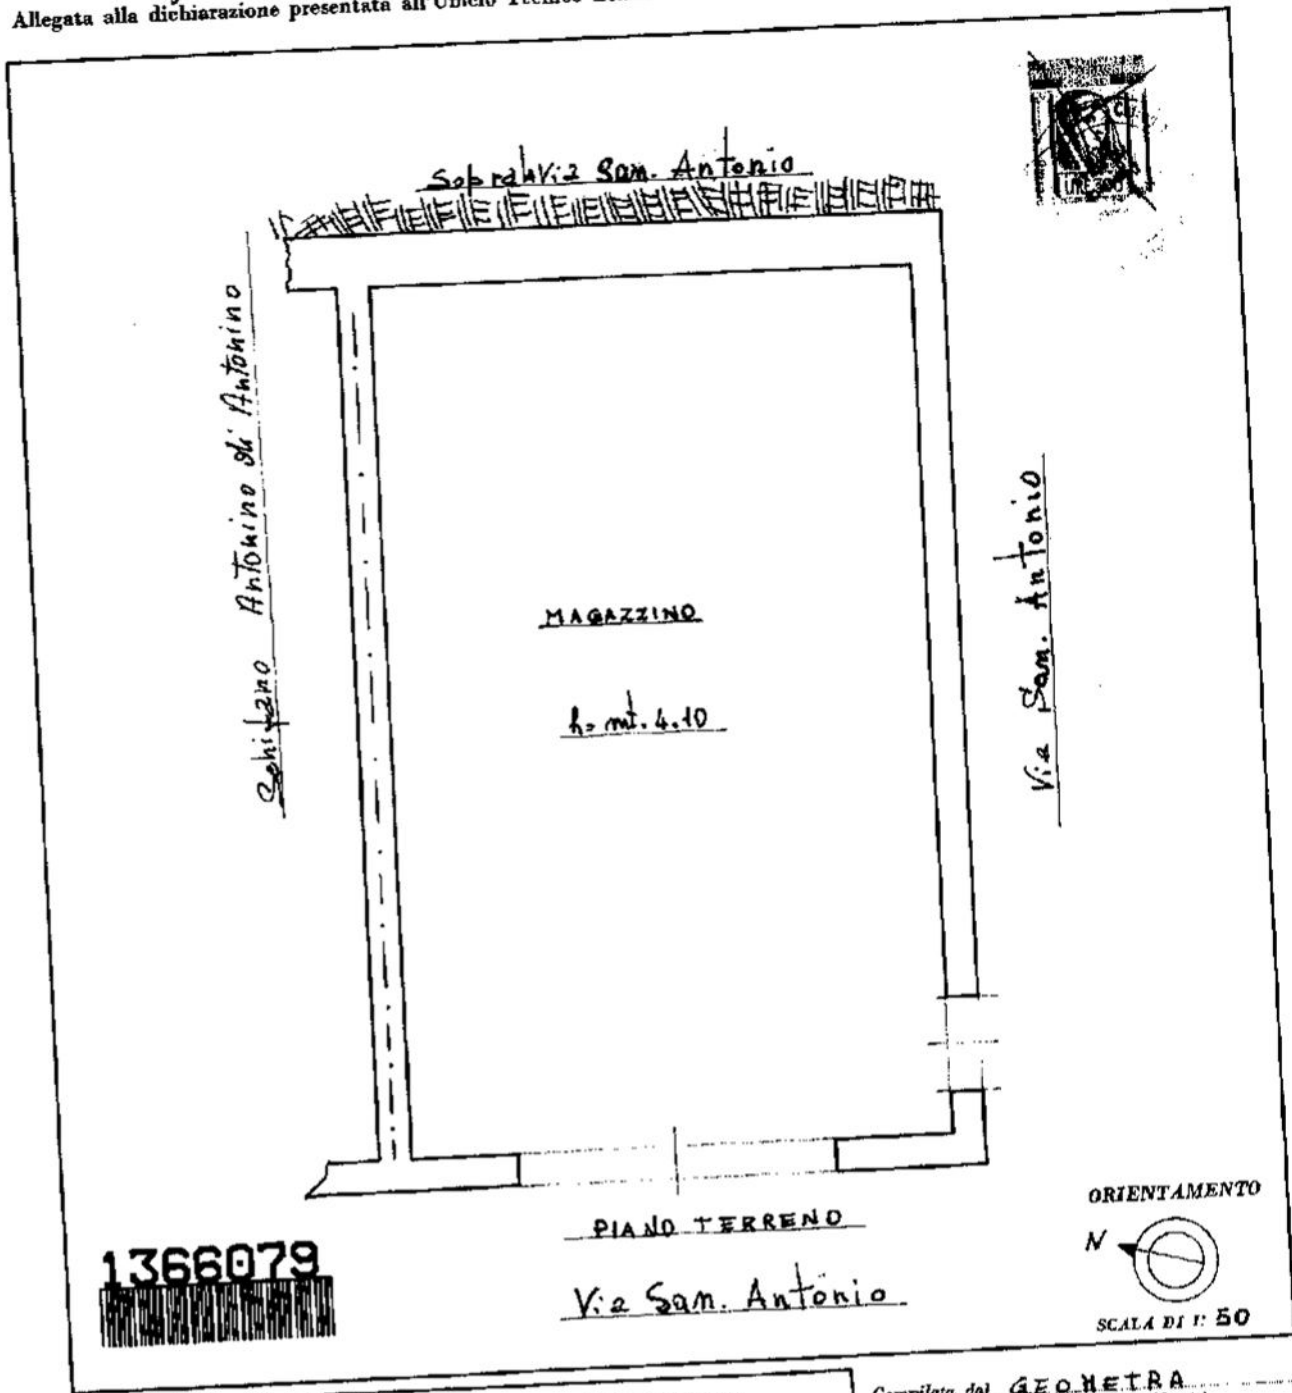 Allegata alla dichiarazione presentata all'Ufficio Tecnico
Sopra Via San. Antonio
Antonino di Antonino
MAGAZZINO
h= mt. 4.10
Via San. Antonio
PIANO TERRENO
Via San. Antonio
1366079
ORIENTAMENTO
N
SCALA DI 1: 50
Compilata dal GEOMETRA